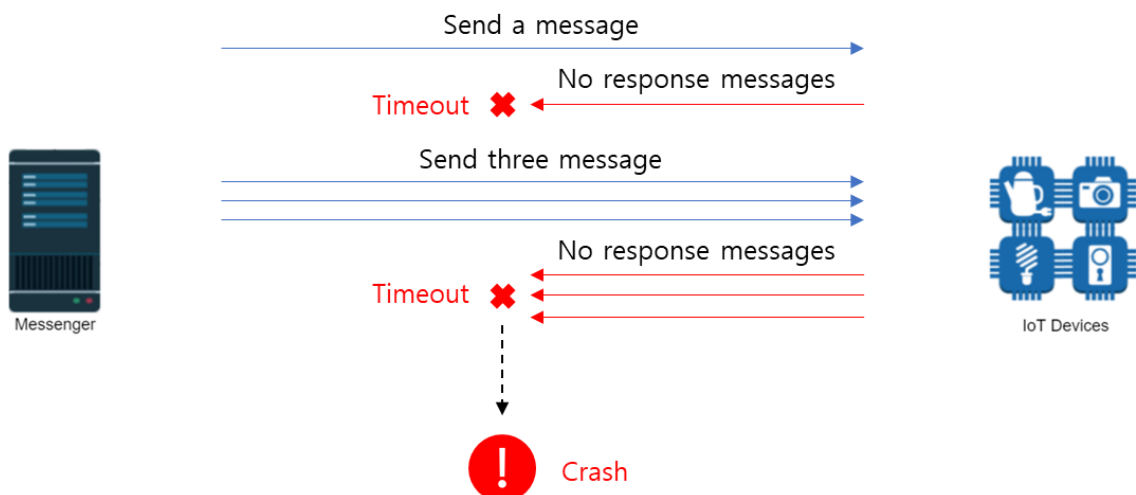 Send a message
No response messages
Timeout
Send three message
No response messages
Timeout
Messenger
IoT Devices
Crash